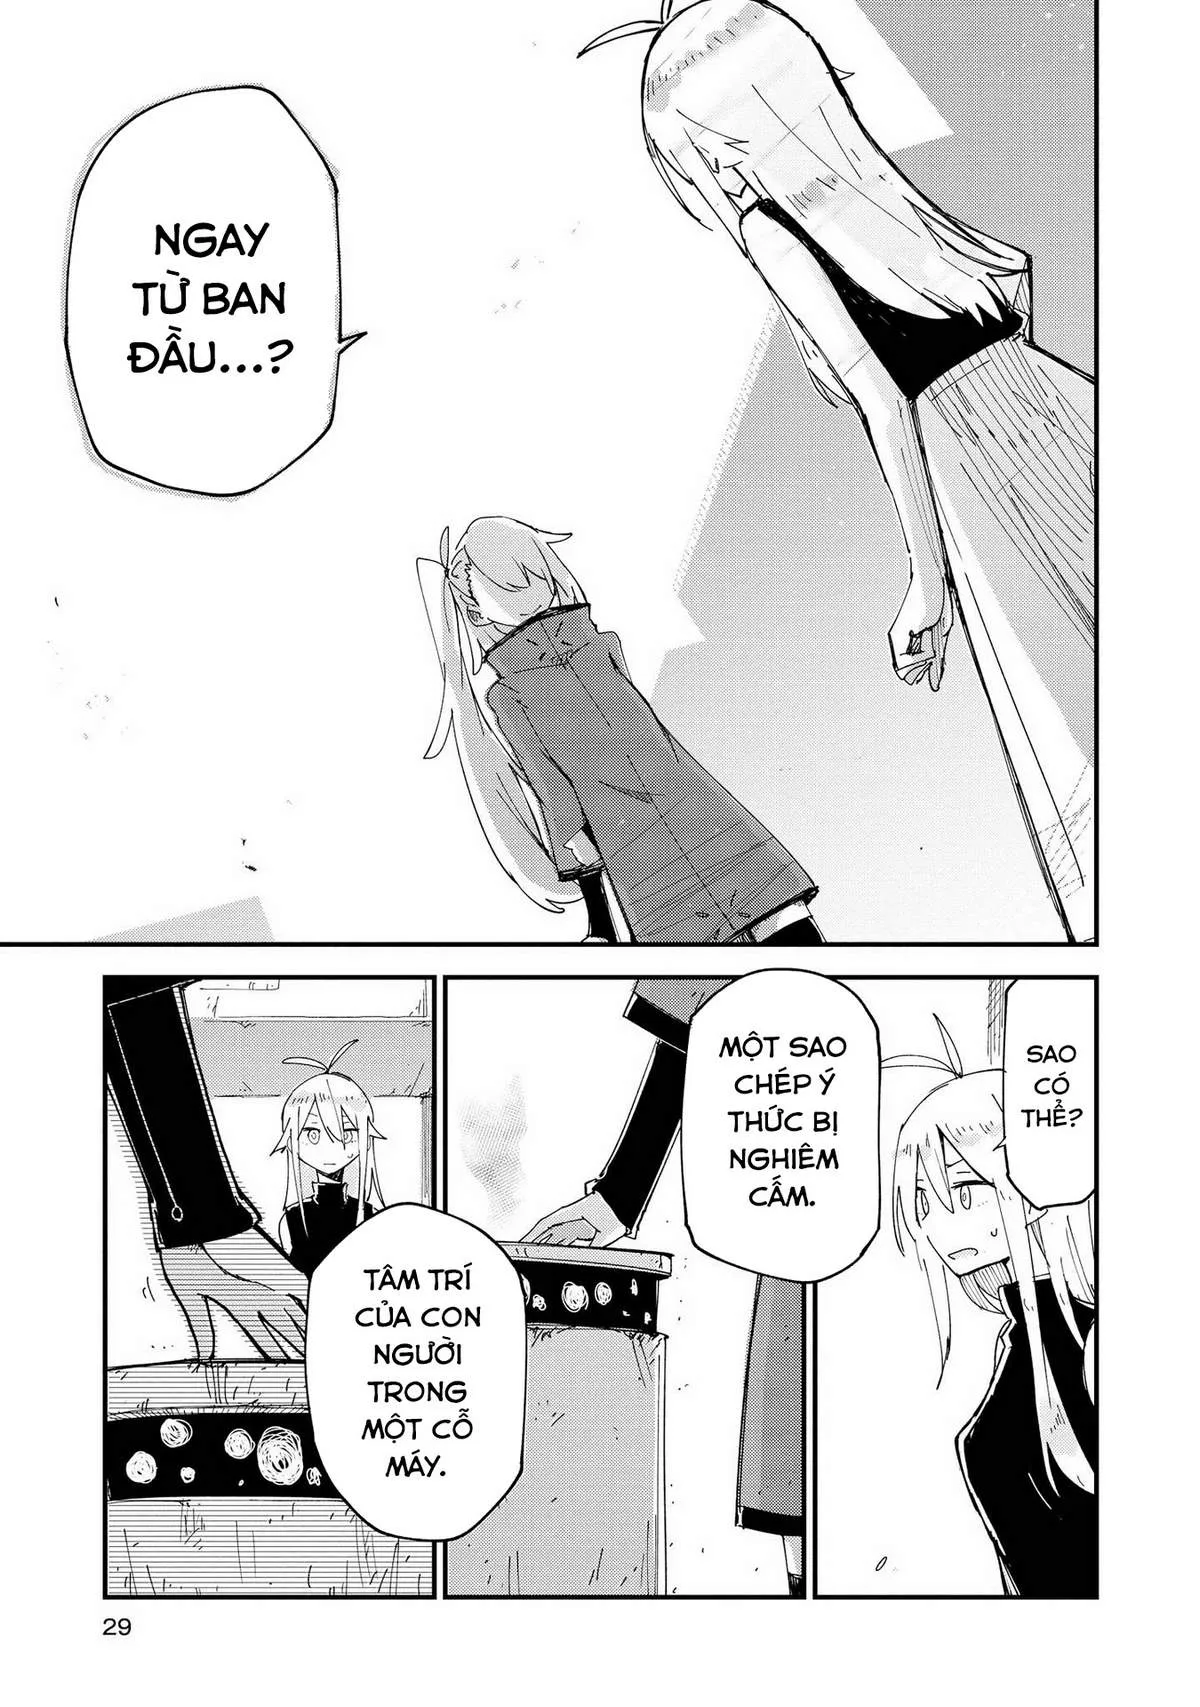 NGAY
TỪ BAN
ĐẦU...?
SAO
CÓ
THỂ?
MỘT SAO
CHÉP Ý
THỨC BỊ
NGHIÊM
CẤM.
TÂM TRÍ
CỦA CON
NGƯỜI
TRONG
MỘT CỖ
MÁY.
29